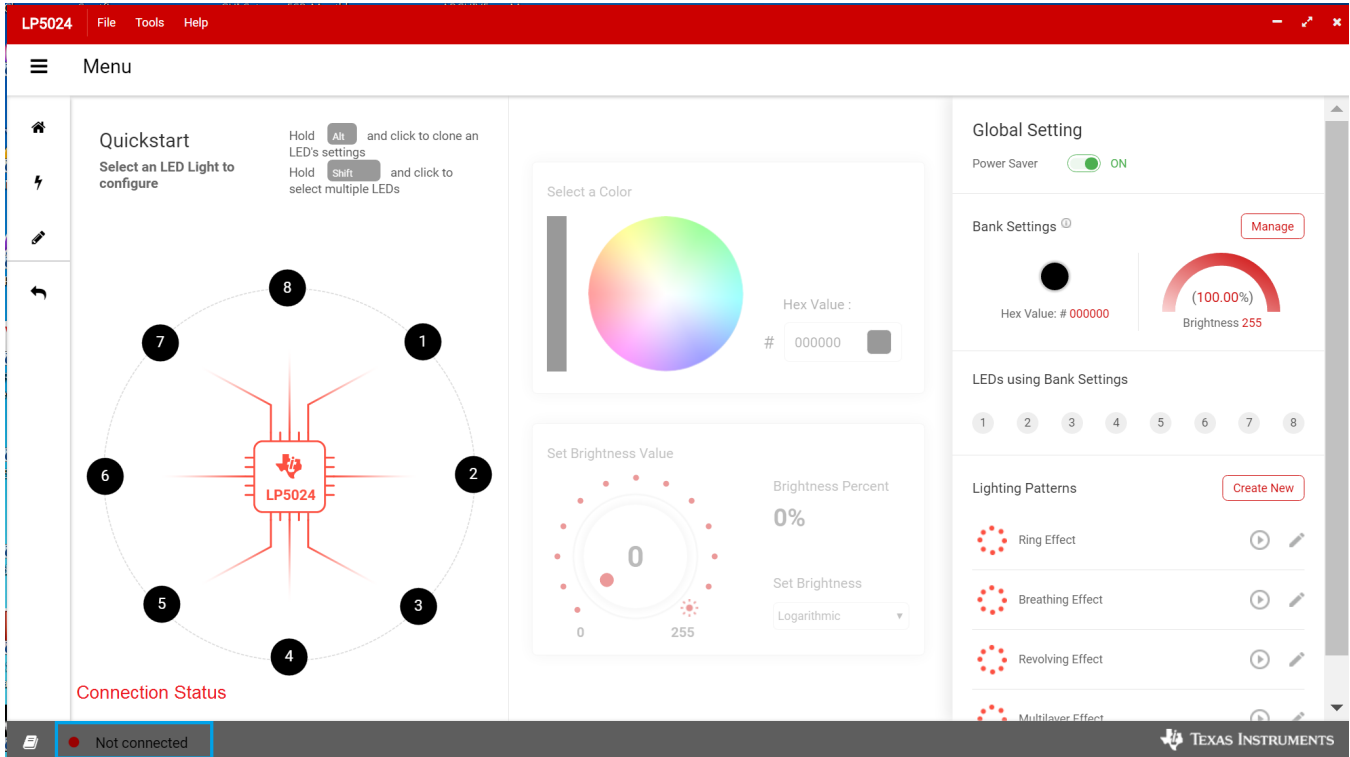 LP5024 File Tools Help
Menu
Quickstart
Select an LED Light to
configure
Hold Alt and click to clone an
LED's settings
Hold Shift and click to
select multiple LEDs
8
7
1
6
2
LP5024
5
3
4
Connection Status
Select a Color
Hex Value :
# 000000
Set Brightness Value
0
0
255
Brightness Percent
0%
Set Brightness
Logarithmic
Global Setting
Power Saver ON
Bank Settings
Manage
Hex Value: # 000000
(100.00%)
Brightness 255
LEDs using Bank Settings
1 2 3 4 5 6 7 8
Lighting Patterns
Create New
Ring Effect
Breathing Effect
Revolving Effect
Multilayer Effect
Not connected
TEXAS INSTRUMENTS